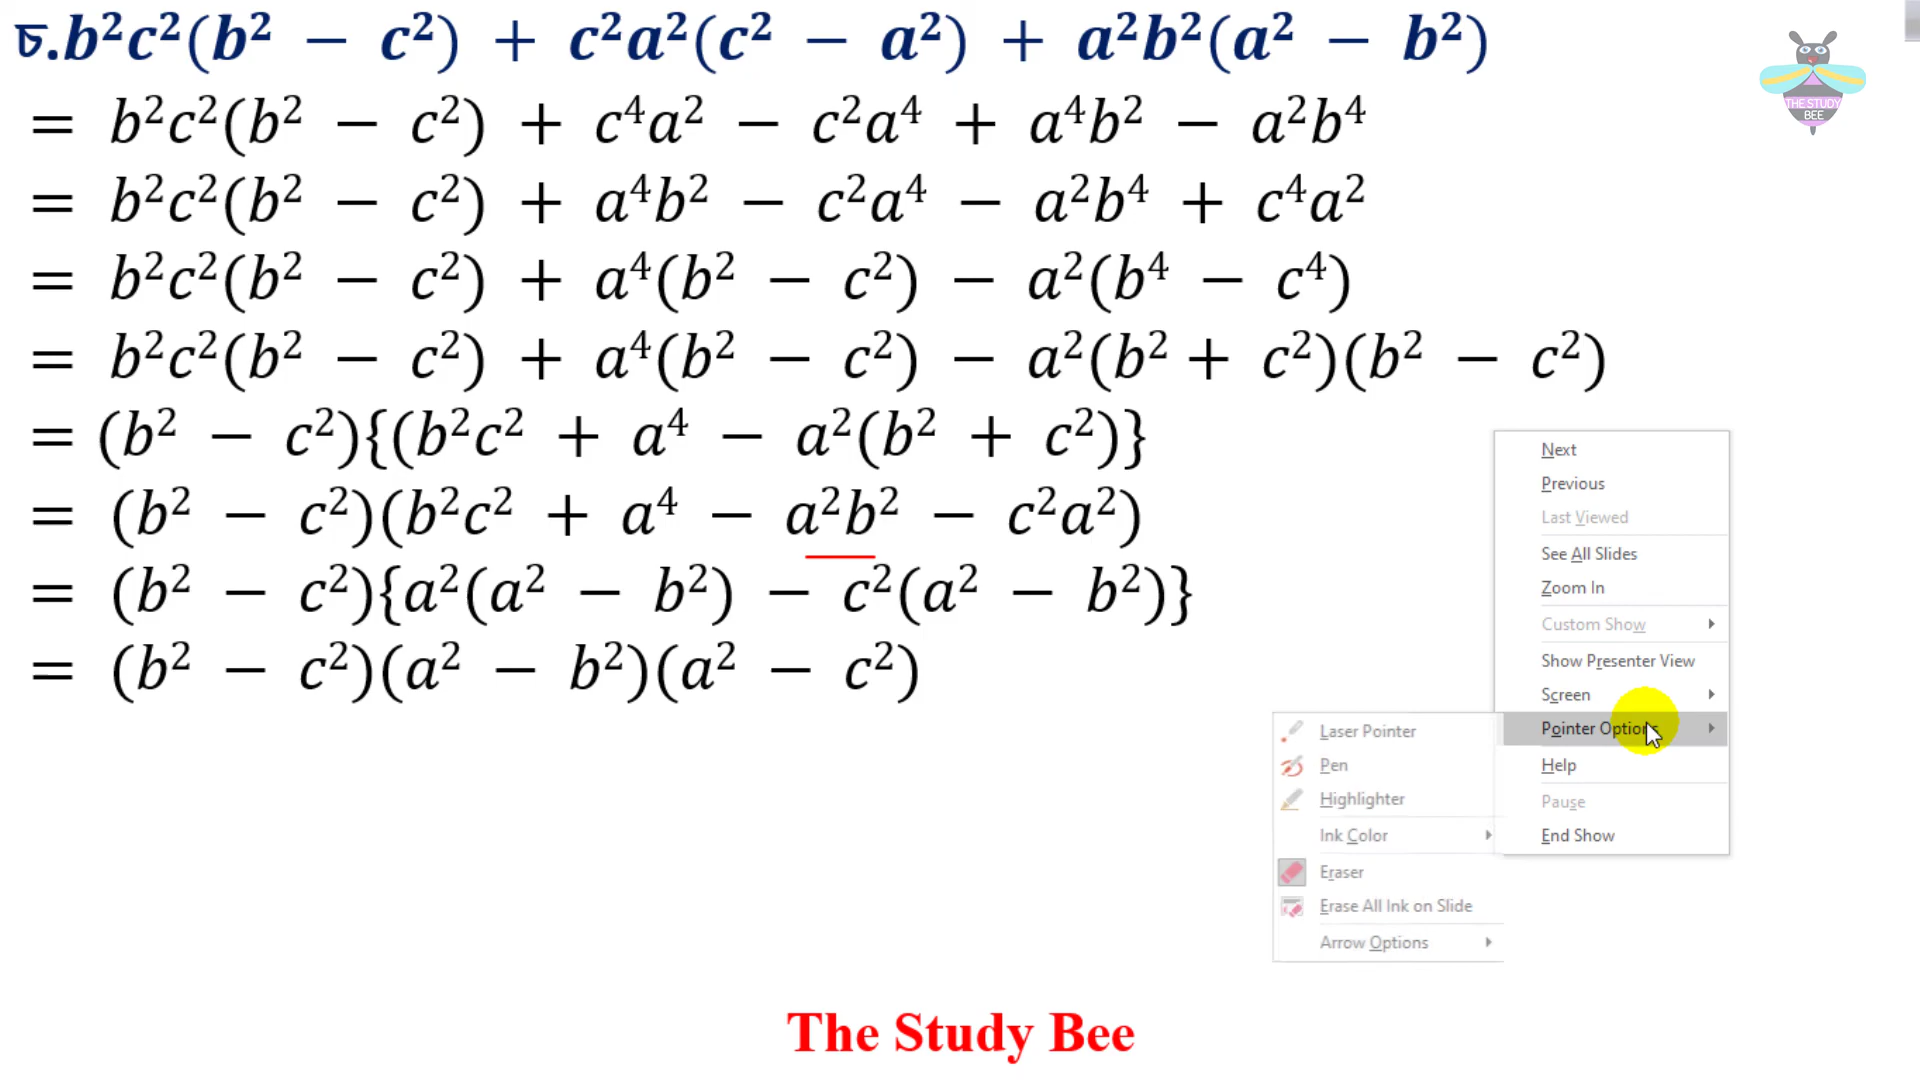 চ.b²c²(b² − c²) + c²a²(c² − a²) + a²b²(a² − b²)
= b²c²(b² − c²) + c⁴a² − c²a⁴ + a⁴b² − a²b⁴
= b²c²(b² − c²) + a⁴b² − c²a⁴ − a²b⁴ + c⁴a²
= b²c²(b² − c²) + a⁴(b² − c²) − a²(b⁴ − c⁴)
= b²c²(b² − c²) + a⁴(b² − c²) − a²(b² + c²)(b² − c²)
= (b² − c²){(b²c² + a⁴ − a²(b² + c²)}
= (b² − c²)(b²c² + a⁴ − a²b² − c²a²)
= (b² − c²){a²(a² − b²) − c²(a² − b²)}
= (b² − c²)(a² − b²)(a² − c²)
THE STUDY
BEE
Next
Previous
Last Viewed
See All Slides
Zoom In
Custom Show
Show Presenter View
Screen
Pointer Options
Help
Pause
End Show
Laser Pointer
Pen
Highlighter
Ink Color
Eraser
Erase All Ink on Slide
Arrow Options
The Study Bee